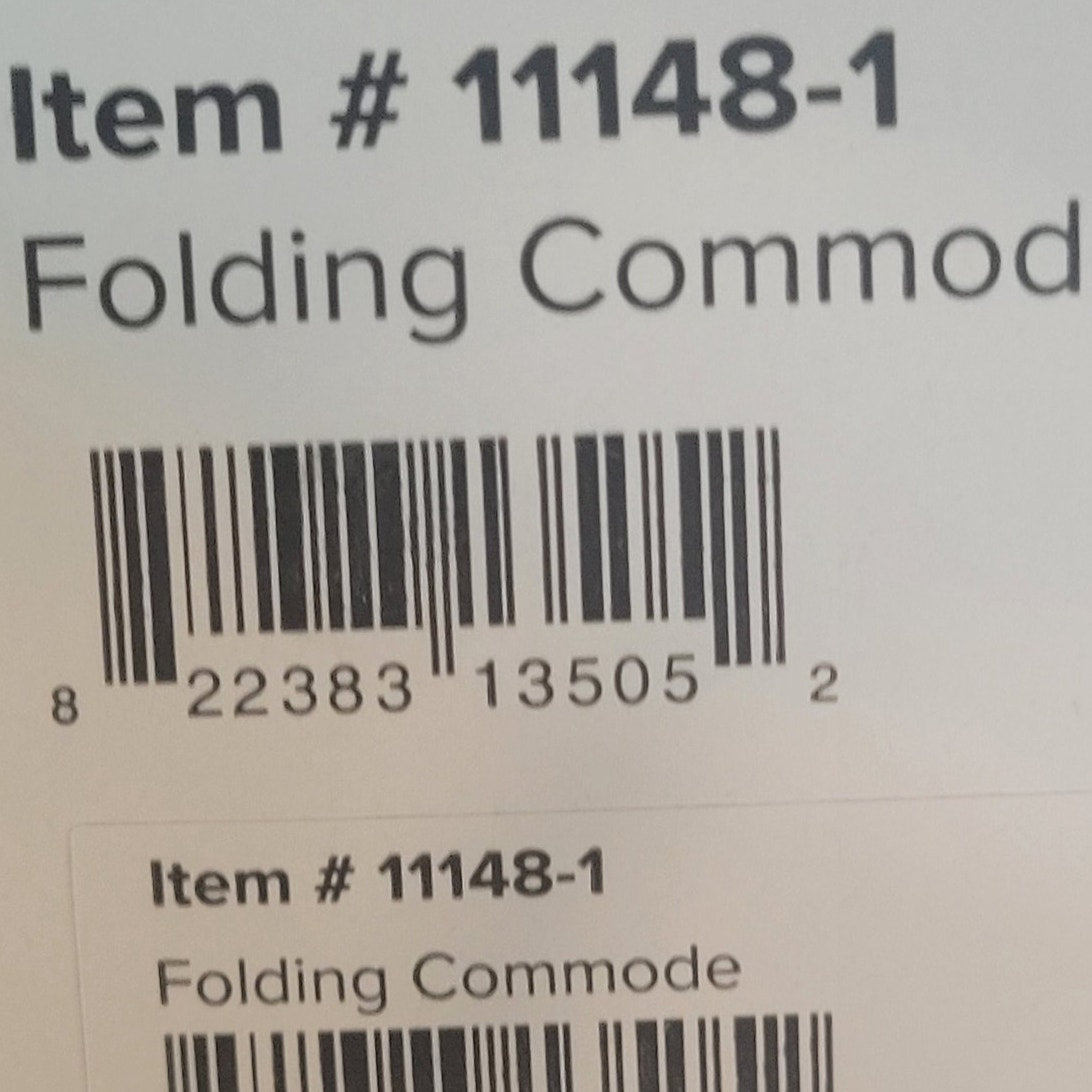 Item # 11148-1
Folding Commod
8 22383 13505 2
Item # 11148-1
Folding Commode